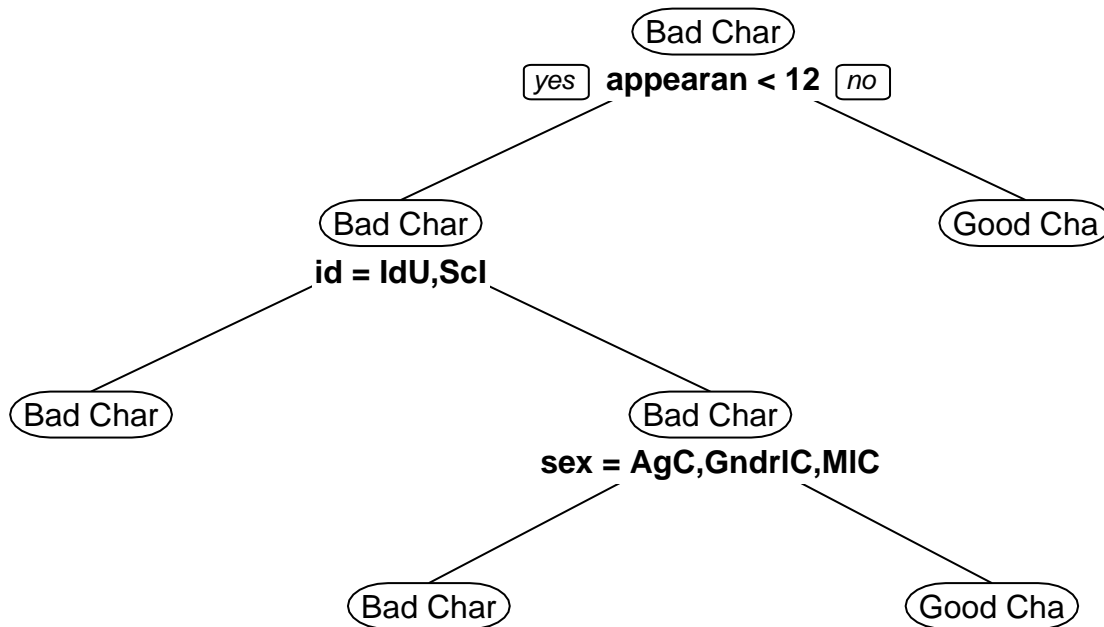 Bad Char
yes appearan < 12 no
Bad Char Good Cha
id = IdU,ScI
Bad Char Bad Char
sex = AgC,GndrlC,MlC
Bad Char Good Cha